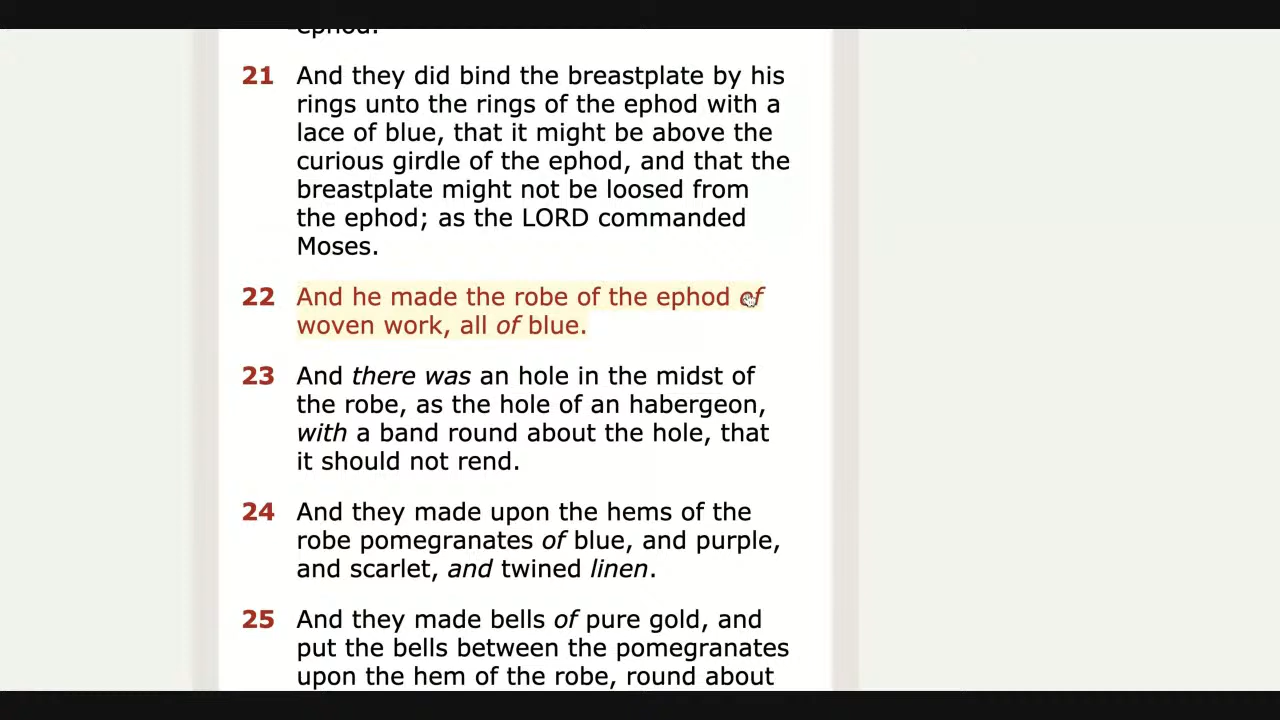 ephod.
21 And they did bind the breastplate by his
rings unto the rings of the ephod with a
lace of blue, that it might be above the
curious girdle of the ephod, and that the
breastplate might not be loosed from
the ephod; as the LORD commanded
Moses.
22 And he made the robe of the ephod of
woven work, all of blue.
23 And there was an hole in the midst of
the robe, as the hole of an habergeon,
with a band round about the hole, that
it should not rend.
24 And they made upon the hems of the
robe pomegranates of blue, and purple,
and scarlet, and twined linen.
25 And they made bells of pure gold, and
put the bells between the pomegranates
upon the hem of the robe, round about